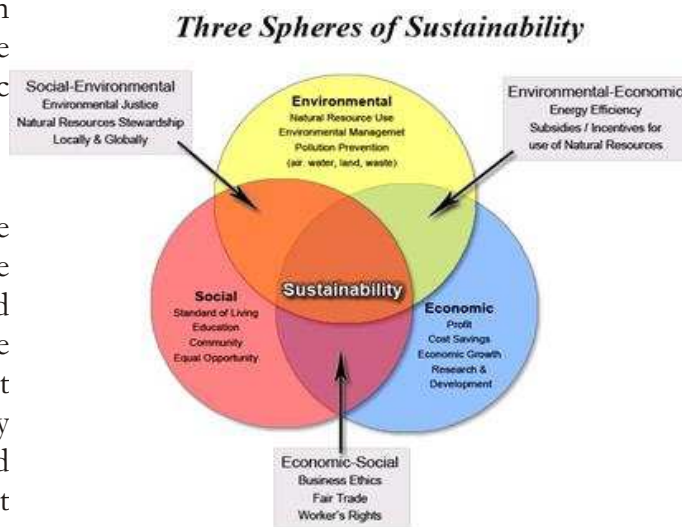 Three Spheres of Sustainability
Social-Environmental
Environmental Justice
Natural Resources Stewardship
Locally & Globally
Environmental
Natural Resource Use
Environmental Managemet
Pollution Prevention
(air. water, land, waste)
Environmental-Economic
Energy Efficiency
Subsidies / Incentives for
use of Natural Resources
Sustainability
Social
Standard of Living
Education
Community
Equal Opportunity
Economic
Profit
Cost Savings
Economic Growth
Research &
Development
Economic-Social
Business Ethics
Fair Trade
Worker's Rights